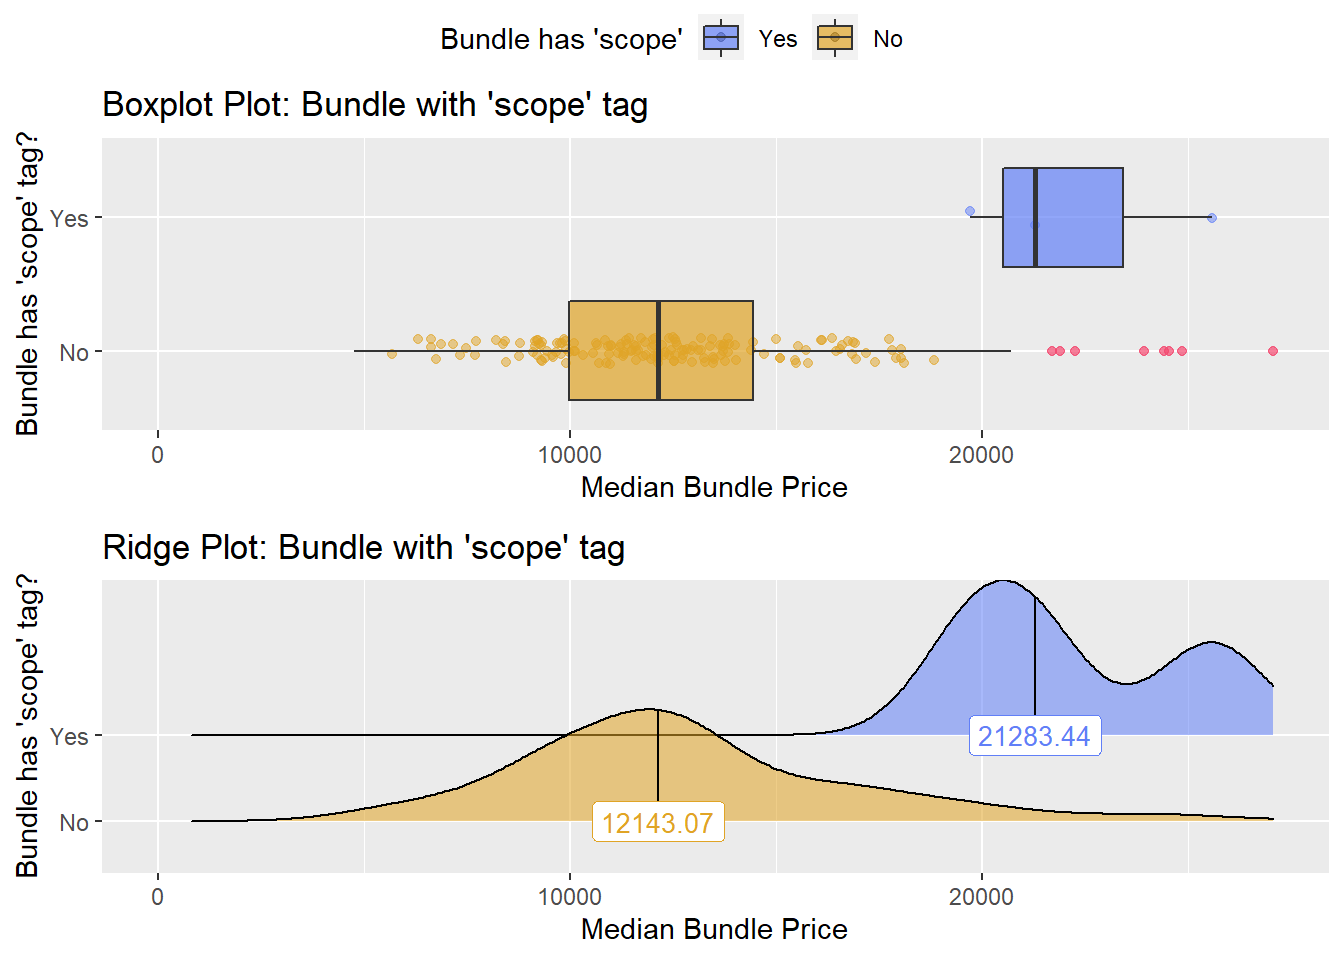 Bundle has 'scope' Yes No
Boxplot Plot: Bundle with 'scope' tag
Bundle has 'scope' tag?
Yes
No
0 10000 20000
Median Bundle Price
Ridge Plot: Bundle with 'scope' tag
Bundle has 'scope' tag?
Yes
21283.44
No
12143.07
0 10000 20000
Median Bundle Price